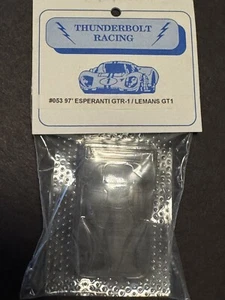 THUNDERBOLT
RACING
#053 97' ESPERANTI GTR-1 / LEMANS GT1